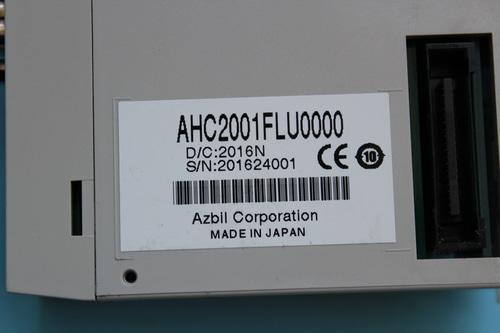 AHC2001FLU0000
D/C:2016N
S/N:201624001
CE 10
Azbil Corporation
MADE IN JAPAN